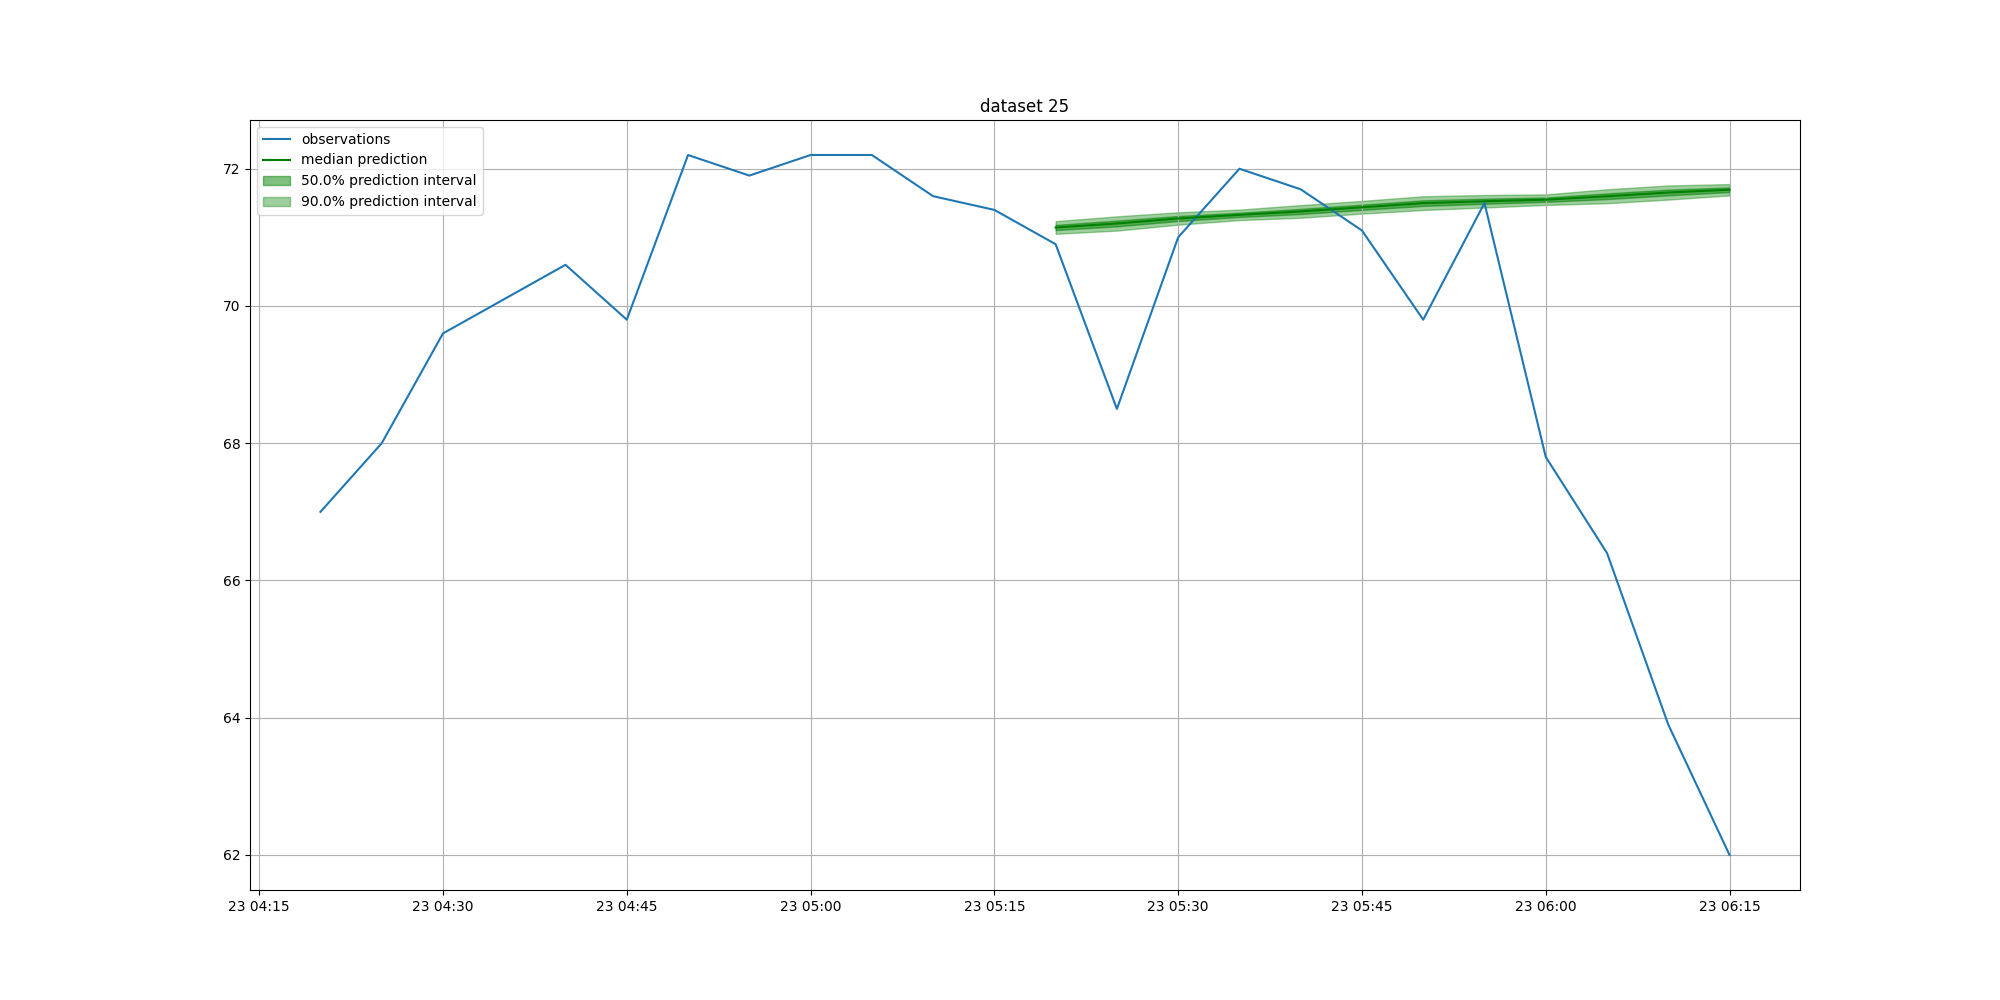 dataset 25
observations
median prediction
50.0% prediction interval
90.0% prediction interval
72
70
68
66
64
62
23 04:15 23 04:30 23 04:45 23 05:00 23 05:15 23 05:30 23 05:45 23 06:00 23 06:15